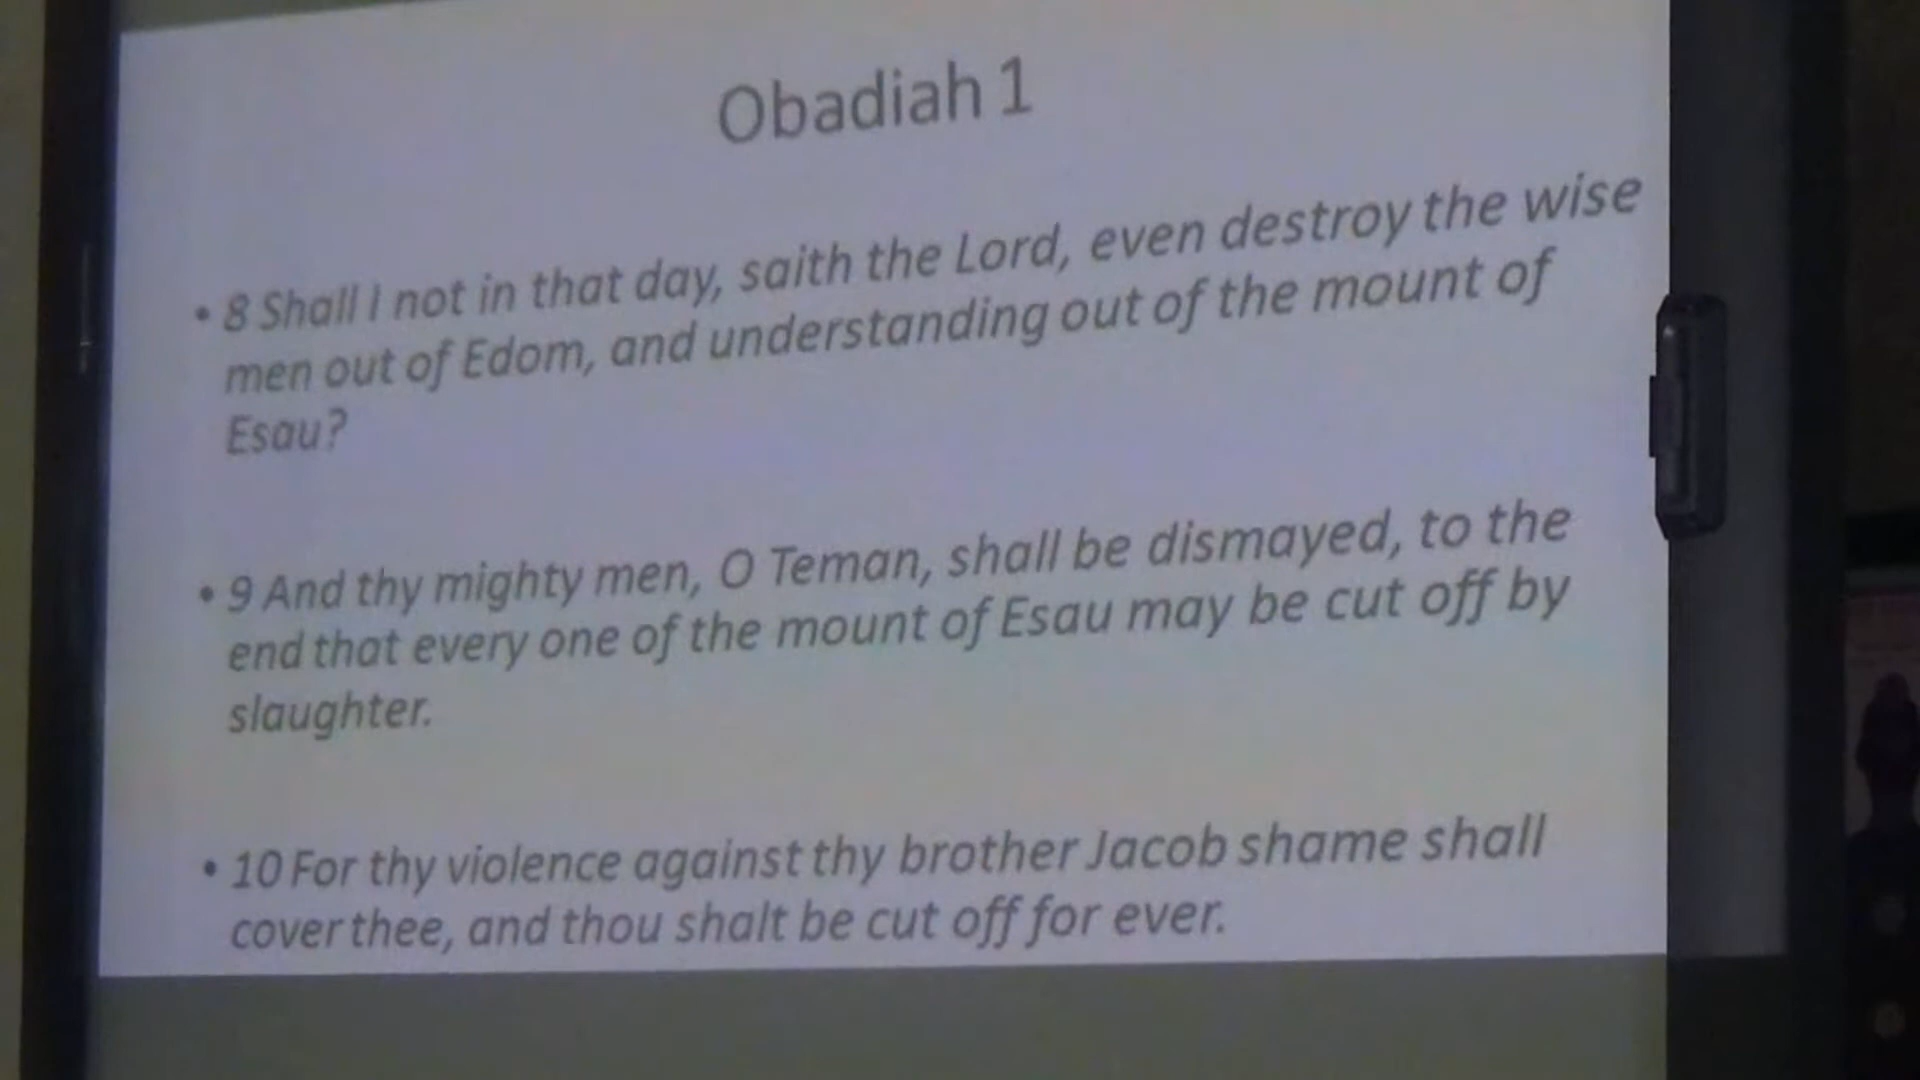 Obadiah 1
• 8 Shall I not in that day, saith the Lord, even destroy the wise
men out of Edom, and understanding out of the mount of
Esau?
• 9 And thy mighty men, O Teman, shall be dismayed, to the
end that every one of the mount of Esau may be cut off by
slaughter.
• 10 For thy violence against thy brother Jacob shame shall
cover thee, and thou shalt be cut off for ever.